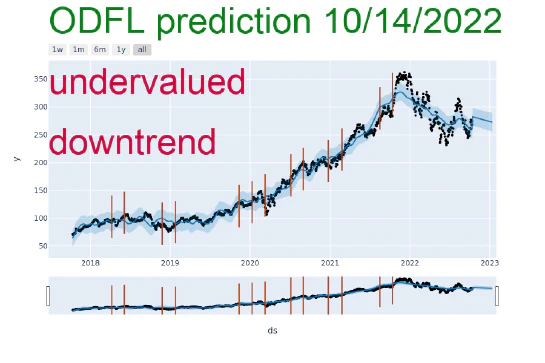 ODFL prediction 10/14/2022
1w 1m 6m 1y all
undervalued
downtrend
y
350
300
250
200
150
100
50
2018 2019 2020 2021 2022 2023
ds